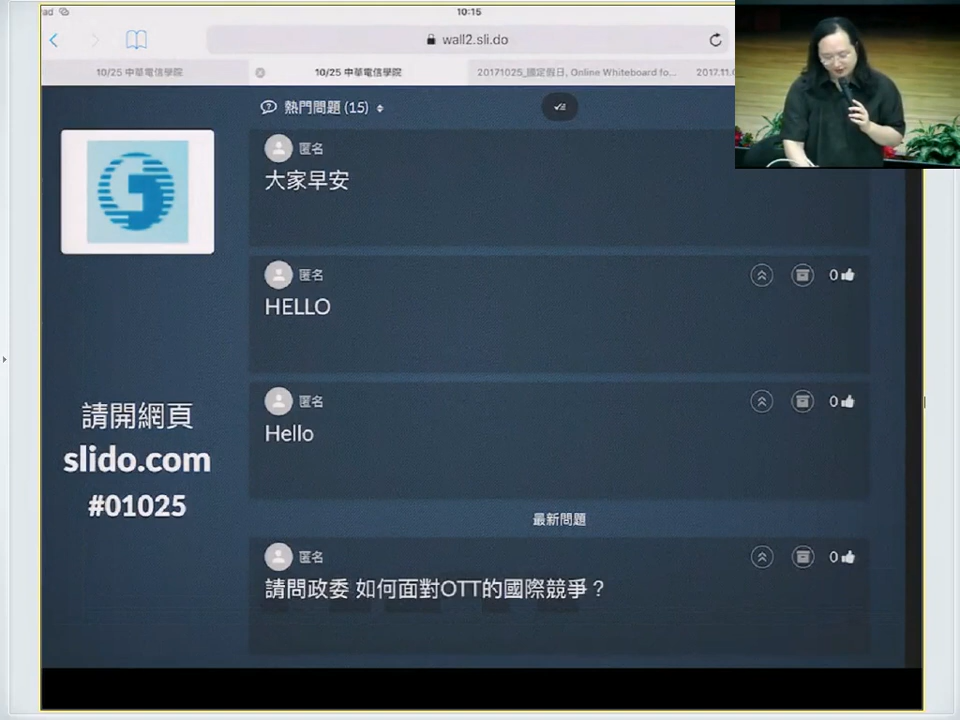 ad
10:15
wall2.sli.do
10/25 中華電信學院
10/25 中華電信學院
20171025_國定假日, Online Whiteboard fo...
2017.11.0
熱門問題 (15)
匿名
大家早安
匿名
0
HELLO
匿名
0
Hello
請開網頁
slido.com
#01025
最新問題
匿名
0
請問政委 如何面對OTT的國際競爭？